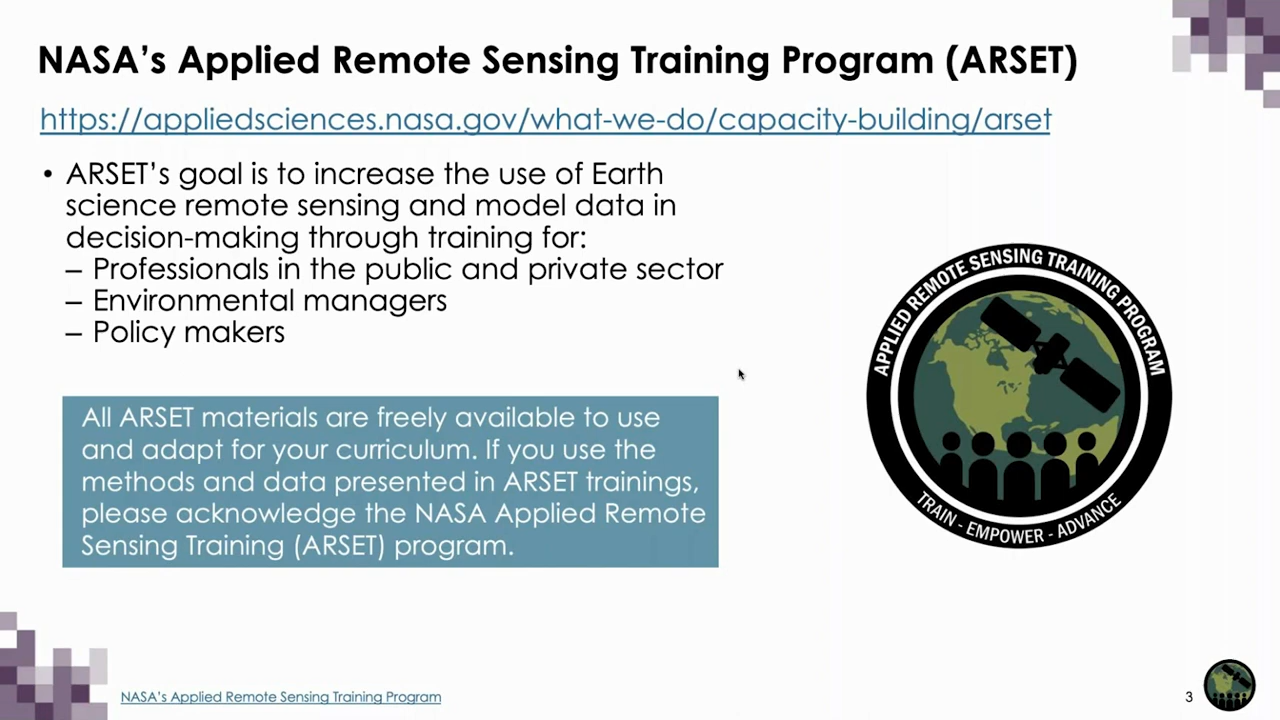 NASA’s Applied Remote Sensing Training Program (ARSET)
https://appliedsciences.nasa.gov/what-we-do/capacity-building/arset
• ARSET’s goal is to increase the use of Earth
science remote sensing and model data in
decision-making through training for:
– Professionals in the public and private sector
– Environmental managers
– Policy makers
All ARSET materials are freely available to use
and adapt for your curriculum. If you use the
methods and data presented in ARSET trainings,
please acknowledge the NASA Applied Remote
Sensing Training (ARSET) program.
APPLIED REMOTE SENSING TRAINING PROGRAM
TRAIN - EMPOWER - ADVANCE
NASA’s Applied Remote Sensing Training Program
3